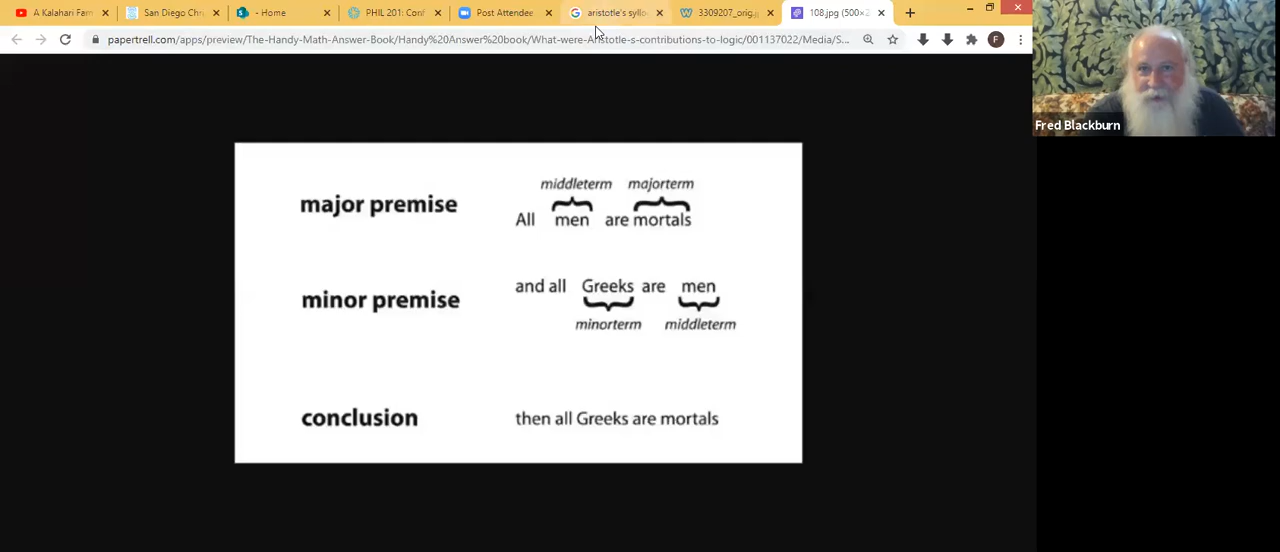 A Kalahari Fam
San Diego Chr
- Home
PHIL 201: Conf
Post Attendee
aristotle's syllo
3309207_orig.j
108.jpg (500×2
papertrell.com/apps/preview/The-Handy-Math-Answer-Book/Handy%20Answer%20book/What-were-Aristotle-s-contributions-to-logic/001137022/Media/S...
F
Fred Blackburn
middleterm majorterm
major premise All men are mortals
minor premise and all Greeks are men
minorterm middleterm
conclusion then all Greeks are mortals